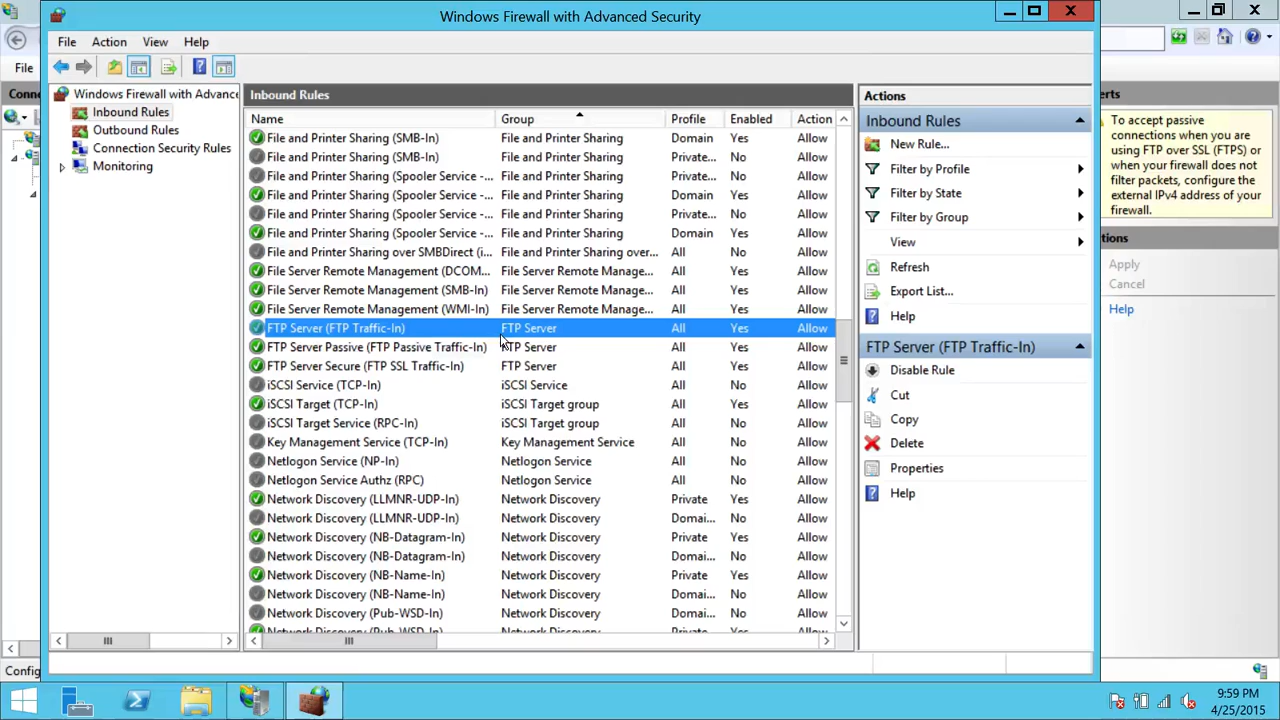 Windows Firewall with Advanced Security
File Action View Help
File
Conne
Windows Firewall with Advance
Inbound Rules
Outbound Rules
Connection Security Rules
Monitoring
Inbound Rules
Name Group Profile Enabled Action
File and Printer Sharing (SMB-In) File and Printer Sharing Domain Yes Allow
File and Printer Sharing (SMB-In) File and Printer Sharing Private... No Allow
File and Printer Sharing (Spooler Service -... File and Printer Sharing Private... No Allow
File and Printer Sharing (Spooler Service -... File and Printer Sharing Domain Yes Allow
File and Printer Sharing (Spooler Service -... File and Printer Sharing Private... No Allow
File and Printer Sharing (Spooler Service -... File and Printer Sharing Domain Yes Allow
File and Printer Sharing over SMBDirect (i... File and Printer Sharing over... All No Allow
File Server Remote Management (DCOM... File Server Remote Manage... All Yes Allow
File Server Remote Management (SMB-In) File Server Remote Manage... All Yes Allow
File Server Remote Management (WMI-In) File Server Remote Manage... All Yes Allow
FTP Server (FTP Traffic-In) FTP Server All Yes Allow
FTP Server Passive (FTP Passive Traffic-In) FTP Server All Yes Allow
FTP Server Secure (FTP SSL Traffic-In) FTP Server All Yes Allow
iSCSI Service (TCP-In) iSCSI Service All No Allow
iSCSI Target (TCP-In) iSCSI Target group All Yes Allow
iSCSI Target Service (RPC-In) iSCSI Target group All No Allow
Key Management Service (TCP-In) Key Management Service All No Allow
Netlogon Service (NP-In) Netlogon Service All No Allow
Netlogon Service Authz (RPC) Netlogon Service All No Allow
Network Discovery (LLMNR-UDP-In) Network Discovery Private Yes Allow
Network Discovery (LLMNR-UDP-In) Network Discovery Domai... No Allow
Network Discovery (NB-Datagram-In) Network Discovery Private Yes Allow
Network Discovery (NB-Datagram-In) Network Discovery Domai... No Allow
Network Discovery (NB-Name-In) Network Discovery Private Yes Allow
Network Discovery (NB-Name-In) Network Discovery Domai... No Allow
Network Discovery (Pub-WSD-In) Network Discovery Domai... No Allow
Network Discovery (Pub-WSD-In) Network Discovery Private Yes Allow
Actions
Inbound Rules
New Rule...
Filter by Profile
Filter by State
Filter by Group
View
Refresh
Export List...
Help
FTP Server (FTP Traffic-In)
Disable Rule
Cut
Copy
Delete
Properties
Help
erts
To accept passive
connections when you are
using FTP over SSL (FTPS) or
when your firewall does not
filter packets, configure the
external IPv4 address of your
firewall.
tions
Apply
Cancel
Help
Config
9:59 PM
4/25/2015